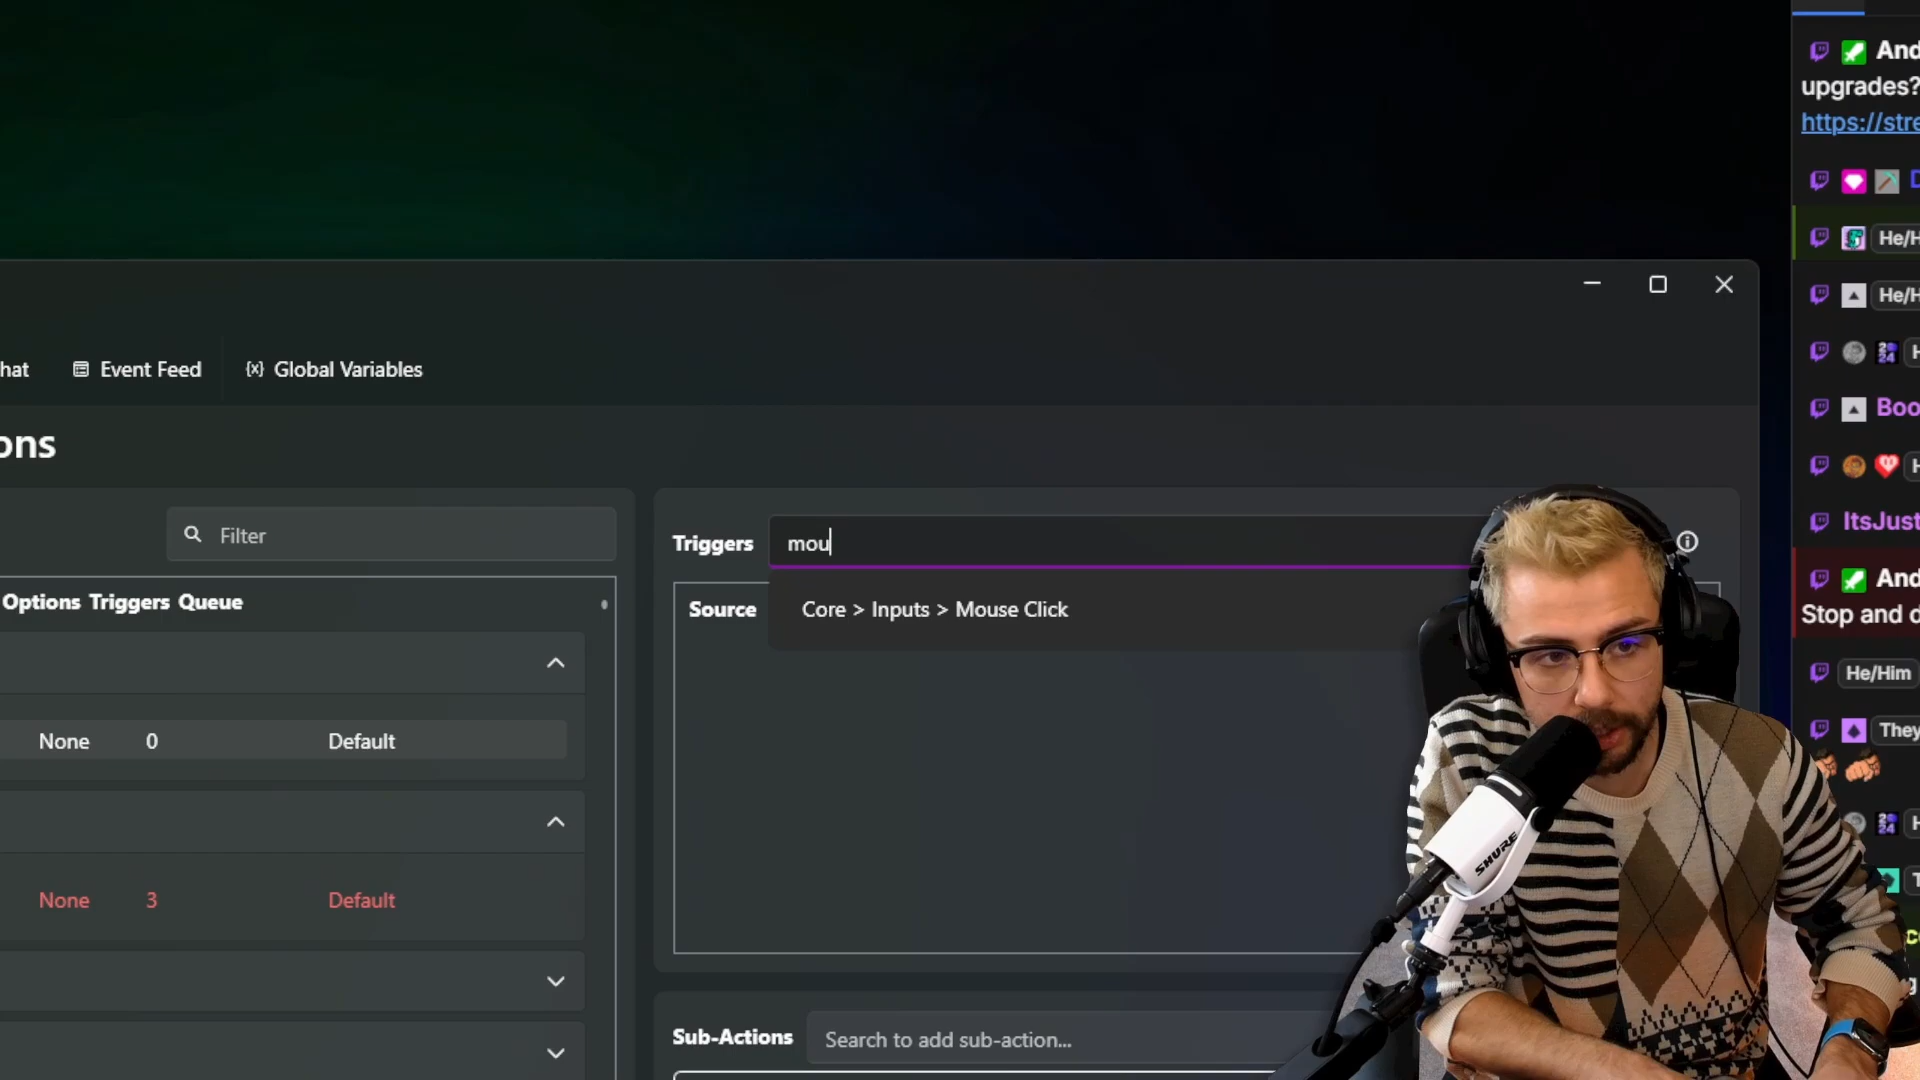 And
upgrades?
https://stre
He/H
He/H
hat
Event Feed
Global Variables
Boo
ons
Filter
Triggers
mou
ItsJust
Options Triggers Queue
Source
Core > Inputs > Mouse Click
And
Stop and d
He/Him
None
0
Default
They
None
3
Default
SHURE
Sub-Actions
Search to add sub-action...